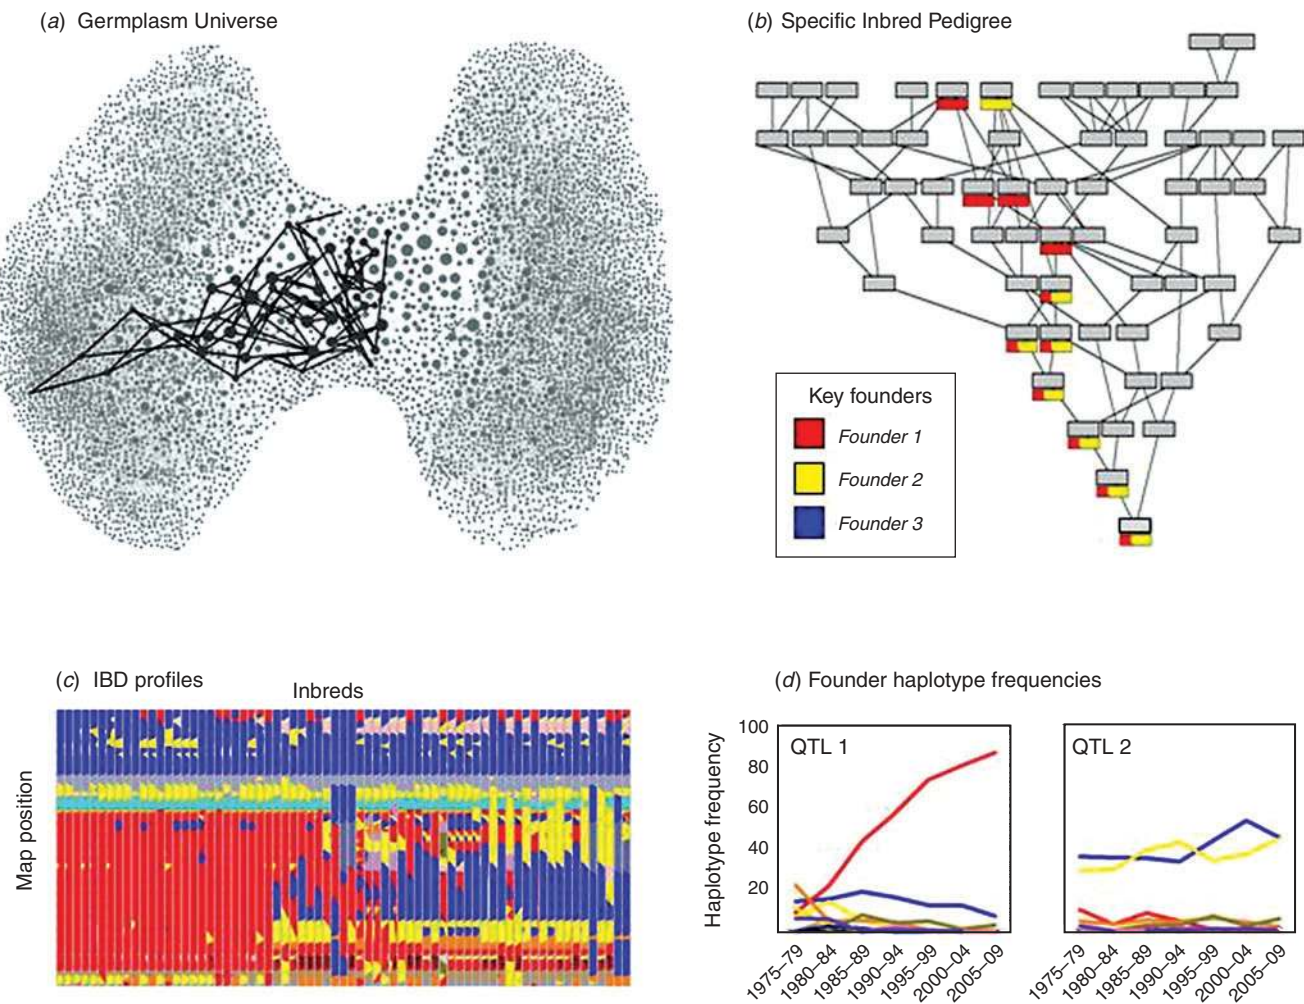 (a) Germplasm Universe
(b) Specific Inbred Pedigree
Key founders
Founder 1
Founder 2
Founder 3
(c) IBD profiles
Inbreds
Map position
(d) Founder haplotype frequencies
Haplotype frequency
100
80
60
40
20
QTL 1
QTL 2
1975–79
1980–84
1985–89
1990–94
1995–99
2000–04
2005–09
1975–79
1980–84
1985–89
1990–94
1995–99
2000–04
2005–09